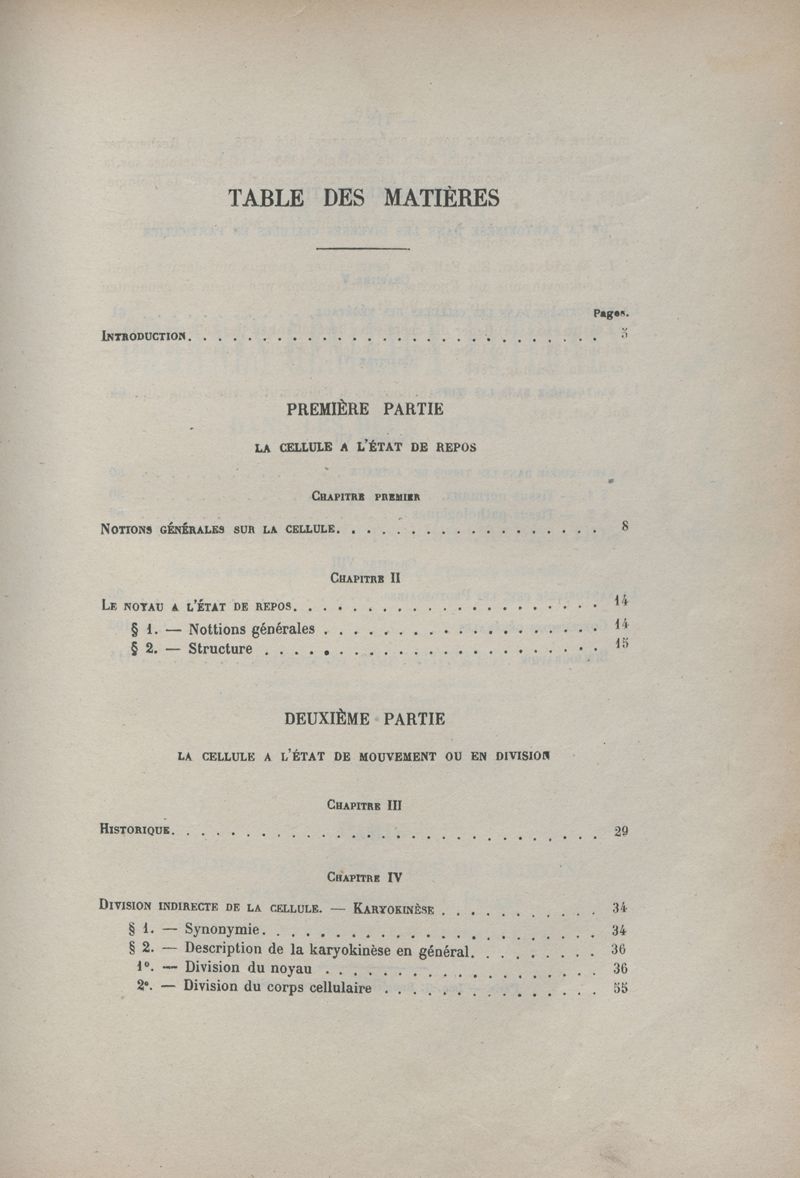 TABLE DES MATIÈRES
Pages.
INTRODUCTION. . . . . . . . . . . . . . . . . . . . . . . . . . . . 5
PREMIÈRE PARTIE
LA CELLULE A L'ÉTAT DE REPOS
CHAPITRE PREMIER
NOTIONS GÉNÉRALES SUR LA CELLULE. . . . . . . . . . . . . . . . . . 8
CHAPITRE II
LE NOYAU A L'ÉTAT DE REPOS. . . . . . . . . . . . . . . . . . . . . 14
§ 1. — Nottions générales . . . . . . . . . . . . . . . . . . . 14
§ 2. — Structure . . . . . . . . . . . . . . . . . . . . . . . 15
DEUXIÈME PARTIE
LA CELLULE A L'ÉTAT DE MOUVEMENT OU EN DIVISION
CHAPITRE III
HISTORIQUE. . . . . . . . . . . . . . . . . . . . . . . . . . . . . 29
CHAPITRE IV
DIVISION INDIRECTE DE LA CELLULE. — KARYOKINÈSE . . . . . . . . . . . 34
§ 1. — Synonymie. . . . . . . . . . . . . . . . . . . . . . . 34
§ 2. — Description de la karyokinèse en général. . . . . . . . . 36
1°. — Division du noyau . . . . . . . . . . . . . . . . . . . 36
2°. — Division du corps cellulaire . . . . . . . . . . . . . . . 55